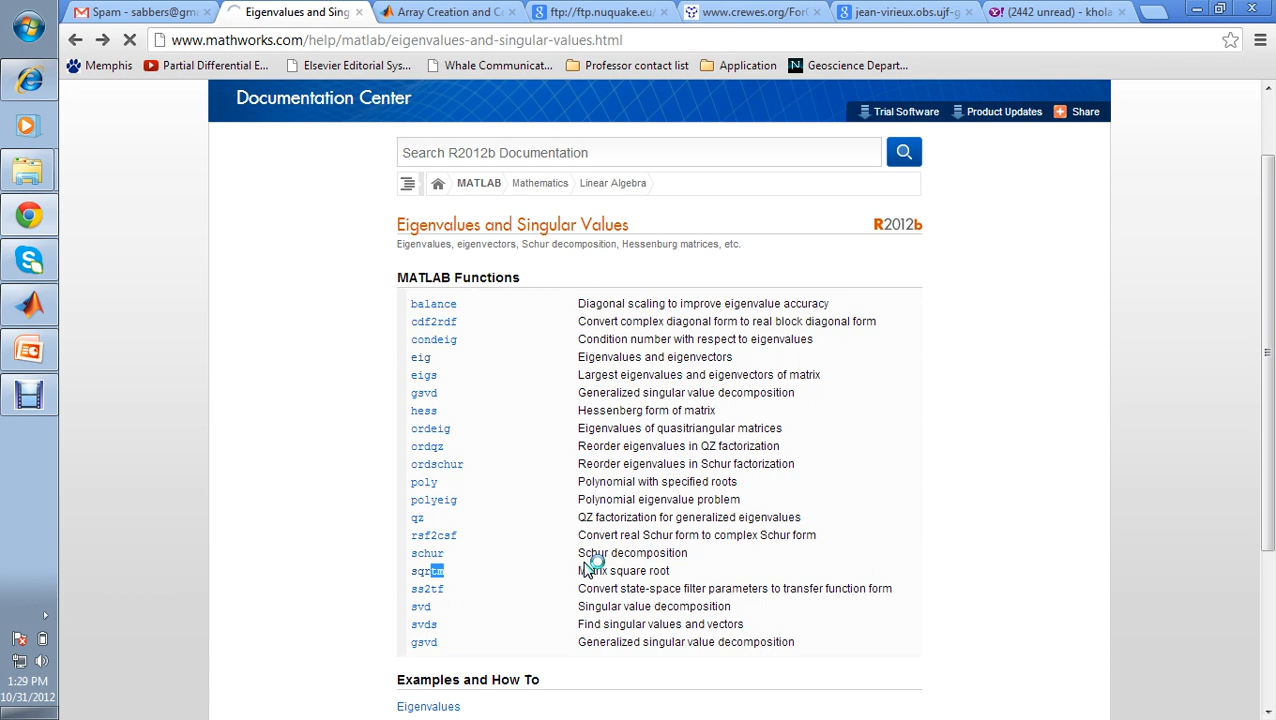 Spam - sabbers@gm
Eigenvalues and Sing
Array Creation and Co
ftp://ftp.nuquake.eu/
www.crewes.org/For
jean-virieux.obs.ujf-g
(2442 unread) - khola
www.mathworks.com/help/matlab/eigenvalues-and-singular-values.html
Memphis
Partial Differential E...
Elsevier Editorial Sys...
Whale Communicat...
Professor contact list
Application
Geoscience Depart...
Documentation Center
Trial Software
Product Updates
Share
Search R2012b Documentation
MATLAB
Mathematics
Linear Algebra
Eigenvalues and Singular Values
R2012b
Eigenvalues, eigenvectors, Schur decomposition, Hessenburg matrices, etc.
MATLAB Functions
balance Diagonal scaling to improve eigenvalue accuracy
cdf2rdf Convert complex diagonal form to real block diagonal form
condeig Condition number with respect to eigenvalues
eig Eigenvalues and eigenvectors
eigs Largest eigenvalues and eigenvectors of matrix
gsvd Generalized singular value decomposition
hess Hessenberg form of matrix
ordeig Eigenvalues of quasitriangular matrices
ordqz Reorder eigenvalues in QZ factorization
ordschur Reorder eigenvalues in Schur factorization
poly Polynomial with specified roots
polyeig Polynomial eigenvalue problem
qz QZ factorization for generalized eigenvalues
rsf2csf Convert real Schur form to complex Schur form
schur Schur decomposition
sqrtm Matrix square root
ss2tf Convert state-space filter parameters to transfer function form
svd Singular value decomposition
svds Find singular values and vectors
gsvd Generalized singular value decomposition
Examples and How To
Eigenvalues
1:29 PM
10/31/2012